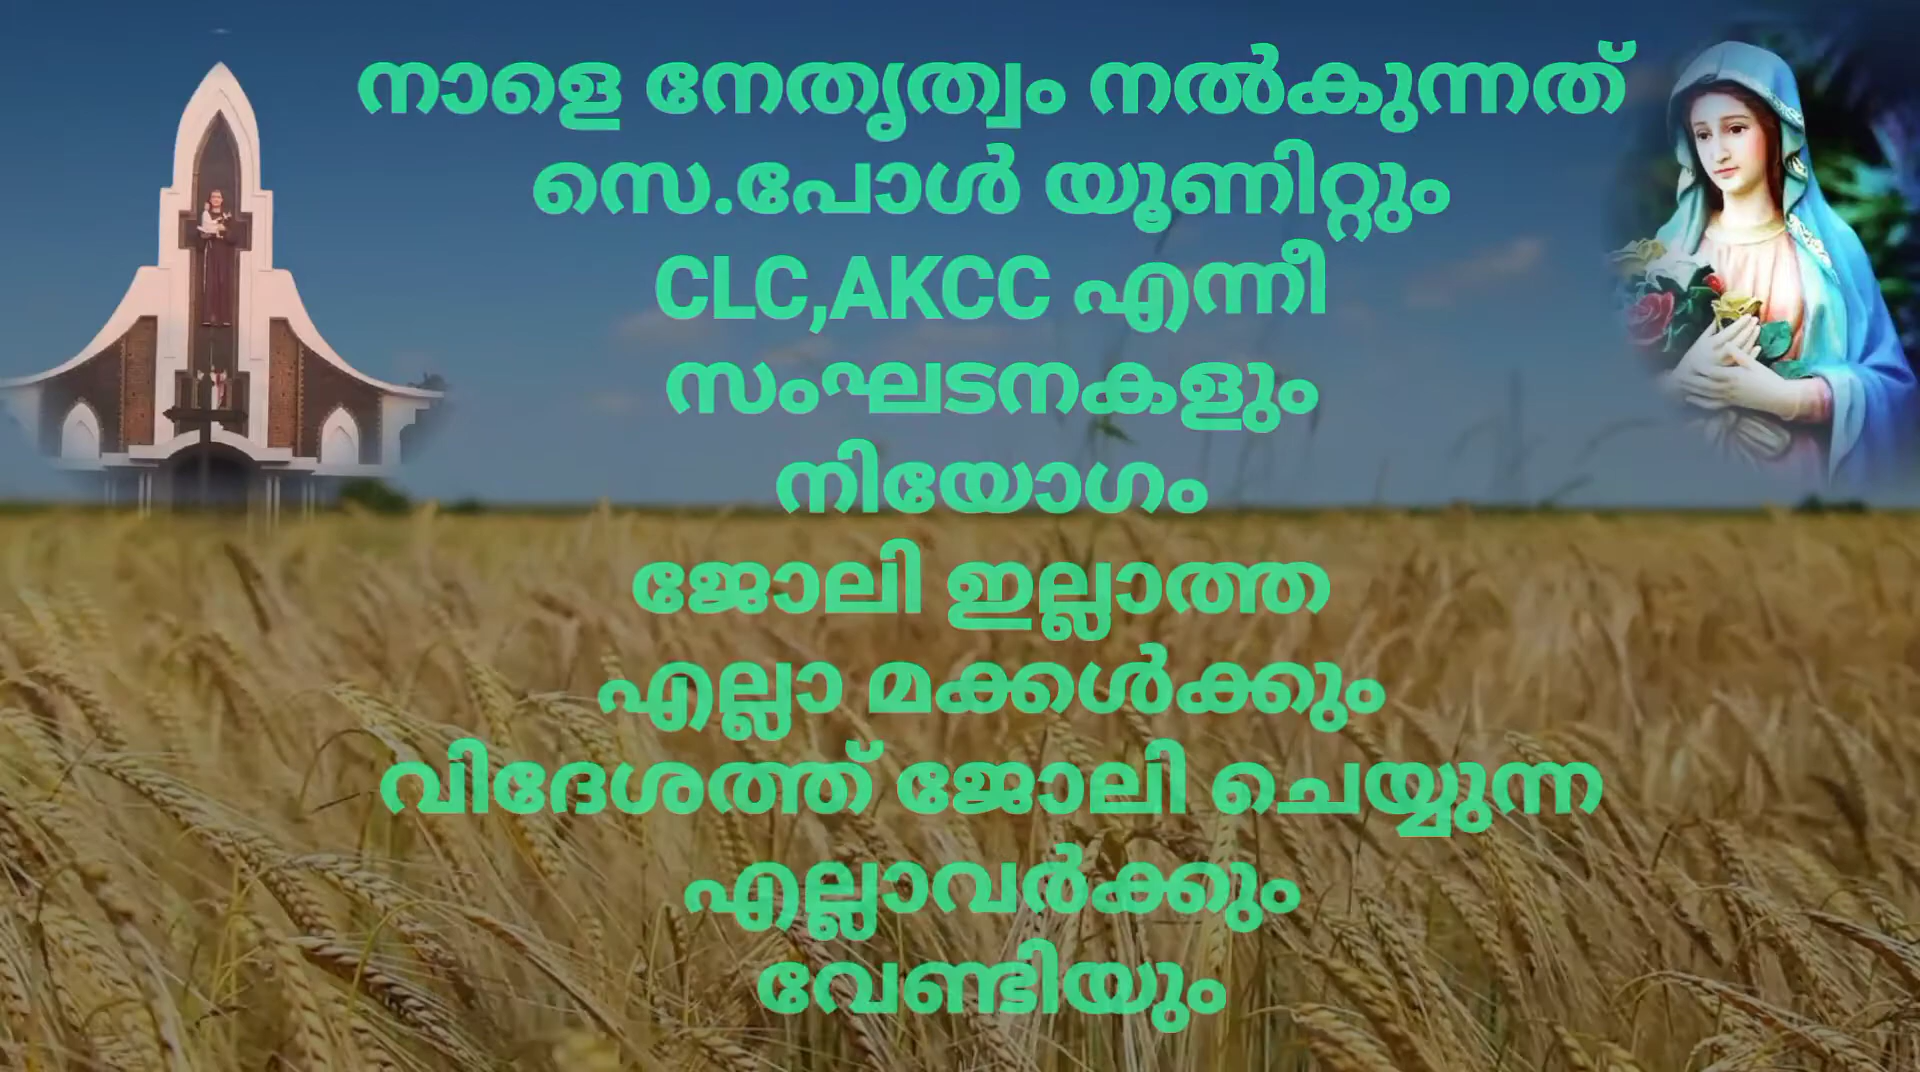 നാളെ നേതൃത്വം നൽകുന്നത്
സെ.പോൾ യൂണിറ്റും
CLC,AKCC എന്നീ
സംഘടനകളും
നിയോഗം
ജോലി ഇല്ലാത്ത
എല്ലാ മക്കൾക്കും
വിദേശത്ത് ജോലി ചെയ്യുന്ന
എല്ലാവർക്കും
വേണ്ടിയും